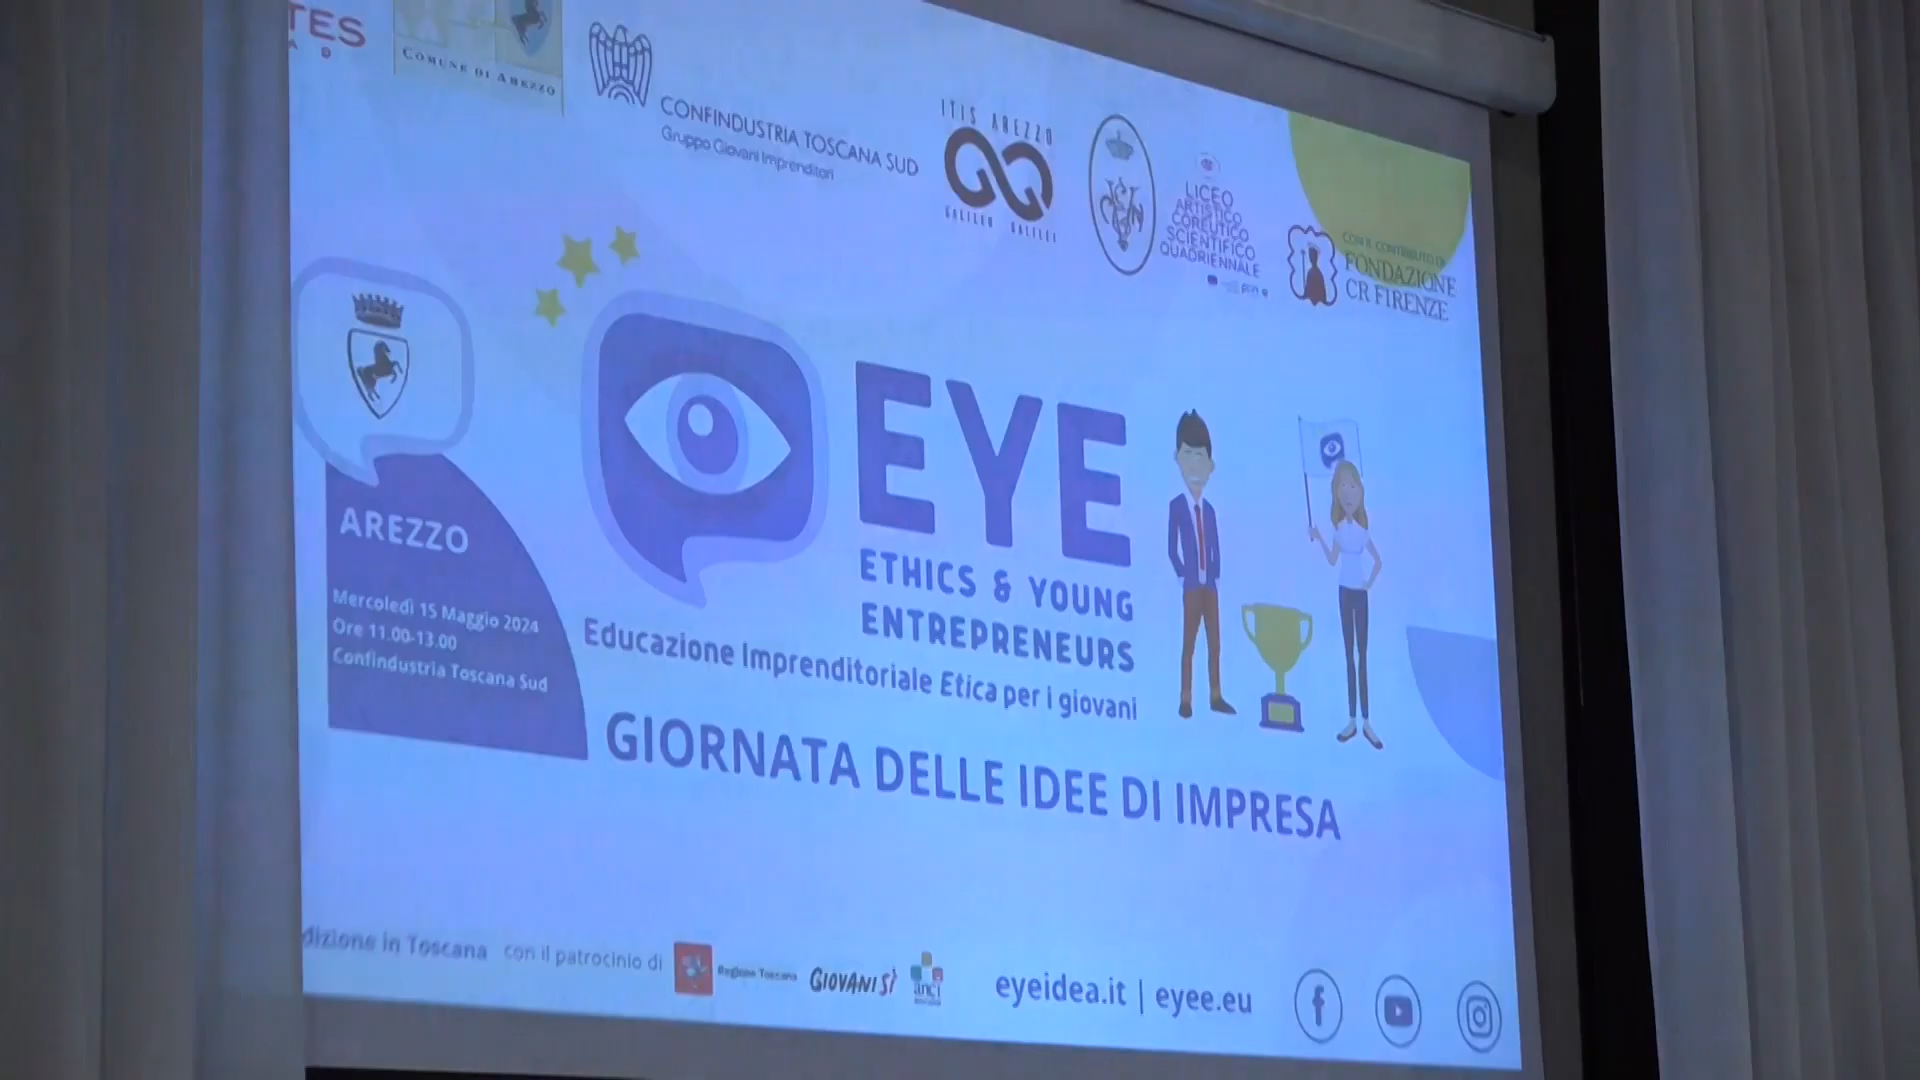 TES
COMUNE DI AREZZO
CONFINDUSTRIA TOSCANA SUD
Gruppo Giovani Imprenditori
ITIS AREZZO
GALILEO GALILEI
LICEO
ARTISTICO
COREUTICO
SCIENTIFICO
QUADRIENNALE
CON IL CONTRIBUTO DI
FONDAZIONE
CR FIRENZE
EYE
ETHICS & YOUNG
ENTREPRENEURS
Educazione Imprenditoriale Etica per i giovani
AREZZO
Mercoledì 15 Maggio 2024
Ore 11.00-13.00
Confindustria Toscana Sud
GIORNATA DELLE IDEE DI IMPRESA
dizione in Toscana con il patrocinio di
Regione Toscana
GIOVANISÌ
anci
eyeidea.it | eyee.eu